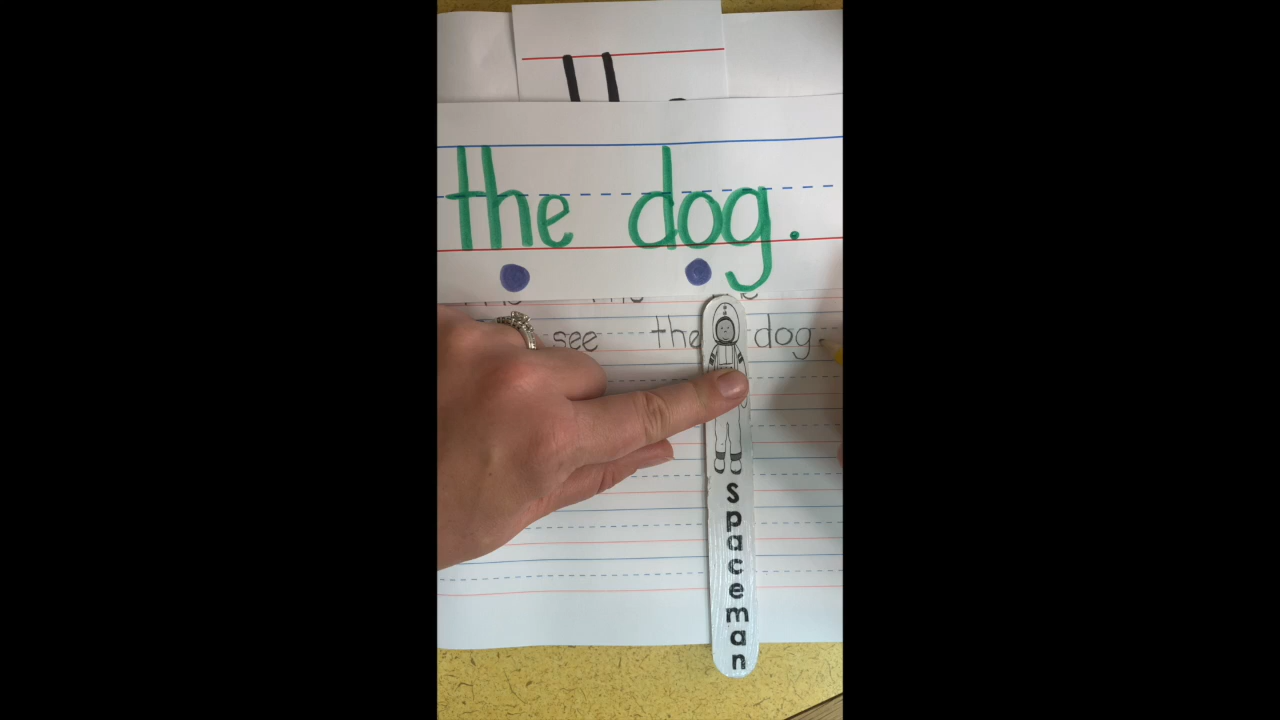 the dog.
see the dog.
spaceman